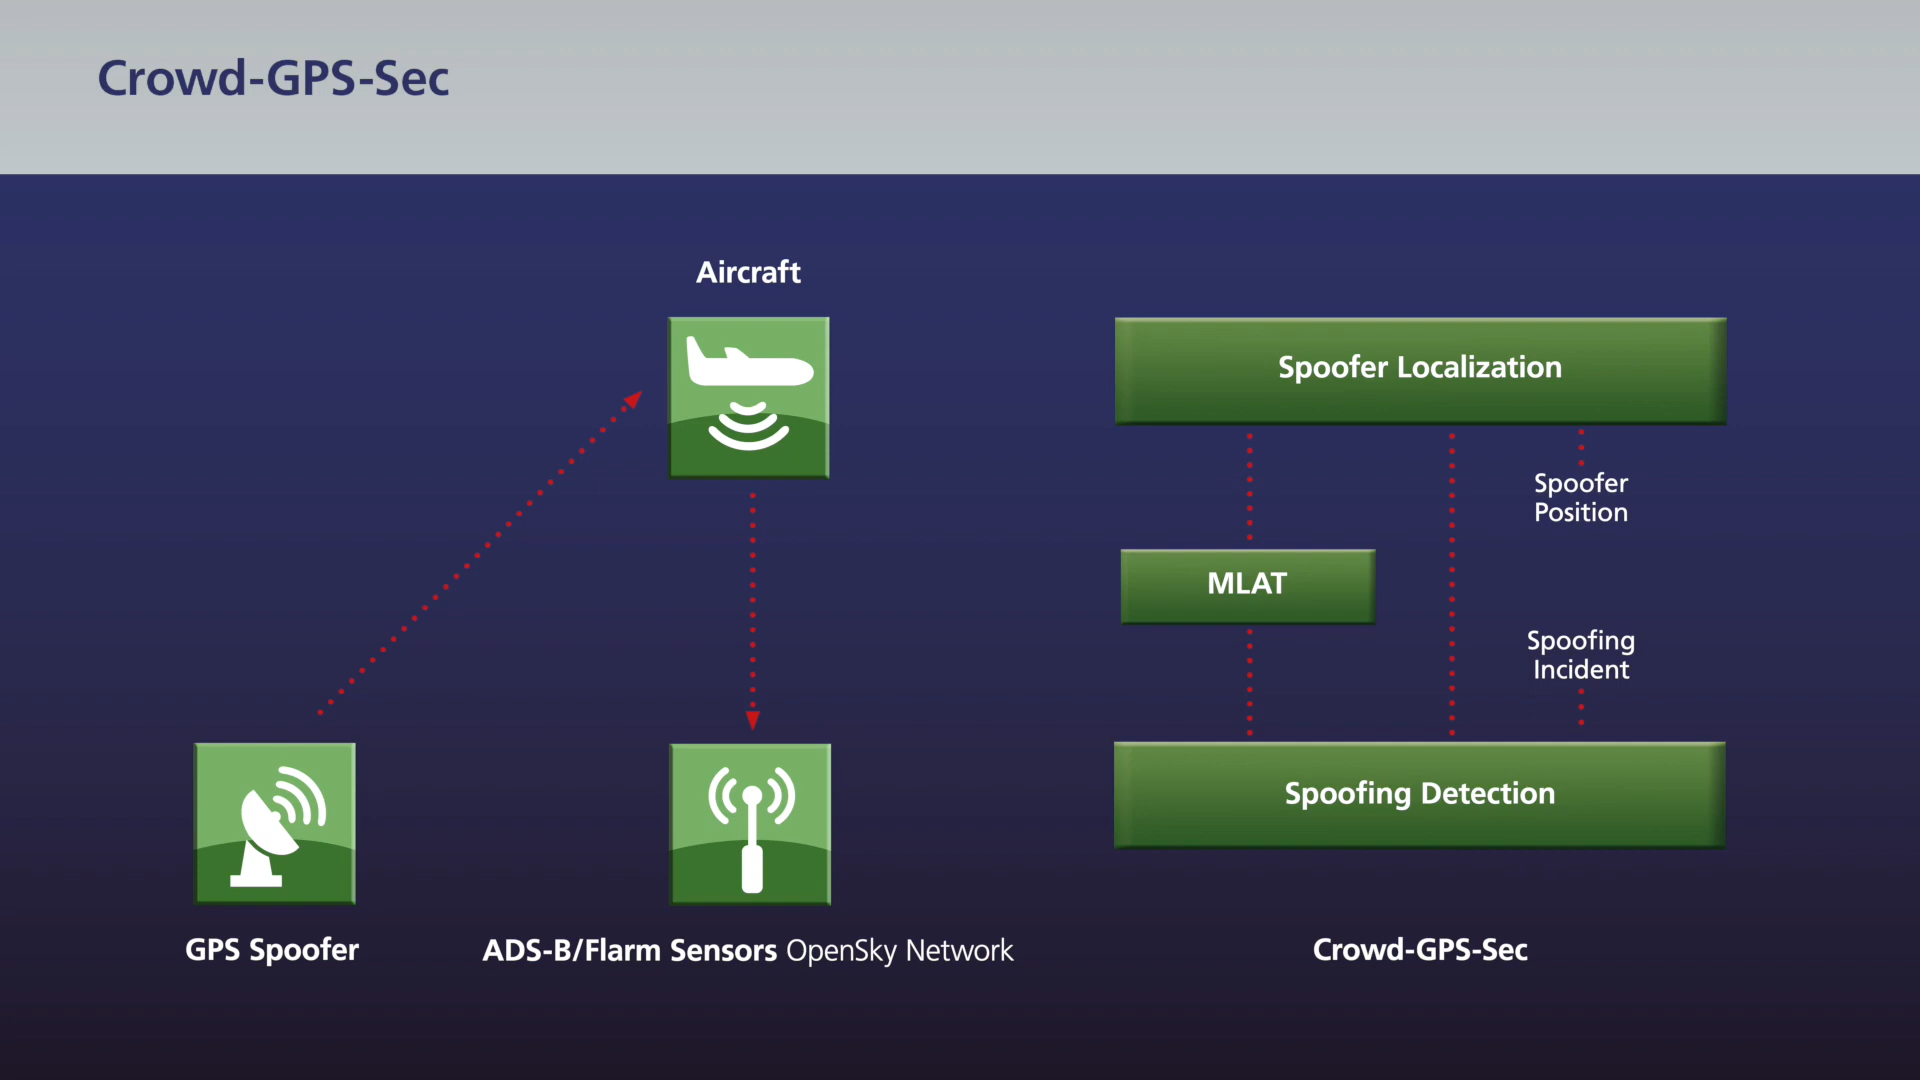 Crowd-GPS-Sec
Aircraft
GPS Spoofer
ADS-B/Flarm Sensors OpenSky Network
Spoofer Localization
Spoofer
Position
MLAT
Spoofing
Incident
Spoofing Detection
Crowd-GPS-Sec